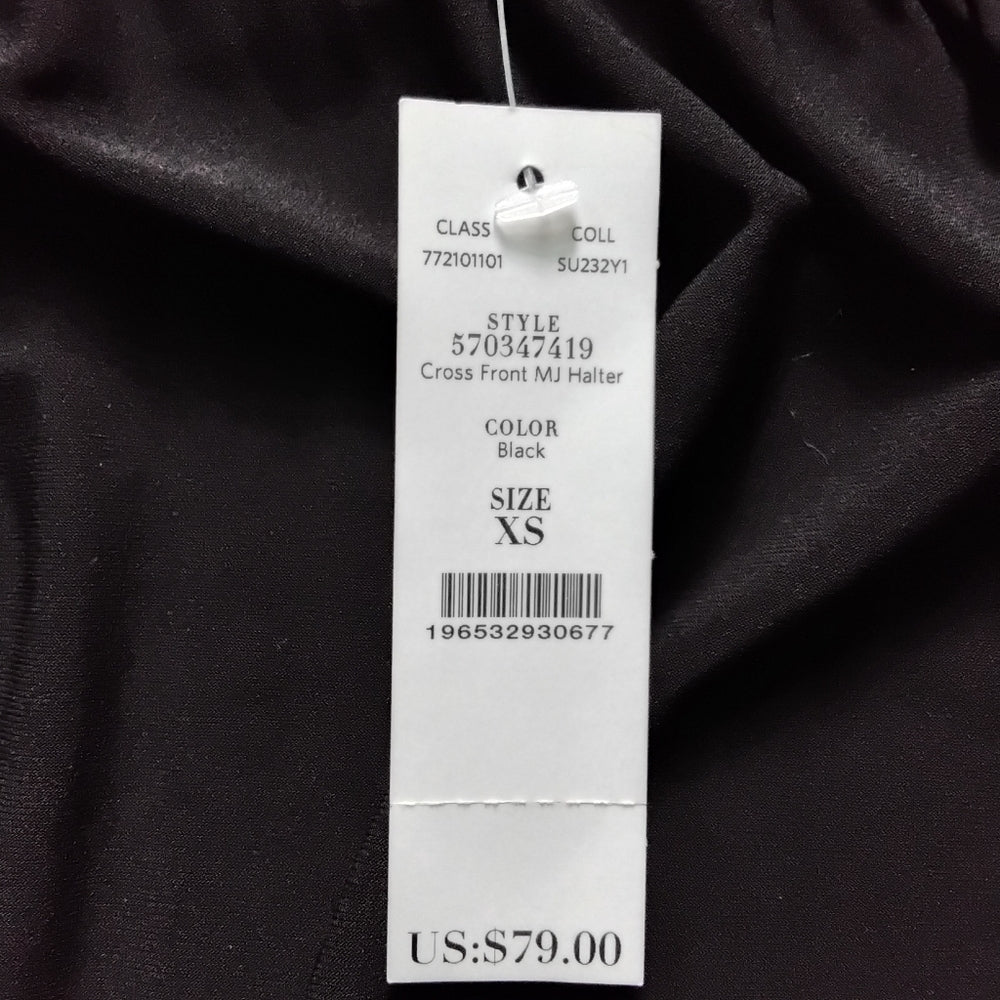 CLASS COLL
772101101 SU232Y1
STYLE
570347419
Cross Front MJ Halter
COLOR
Black
SIZE
XS
196532930677
US:$79.00